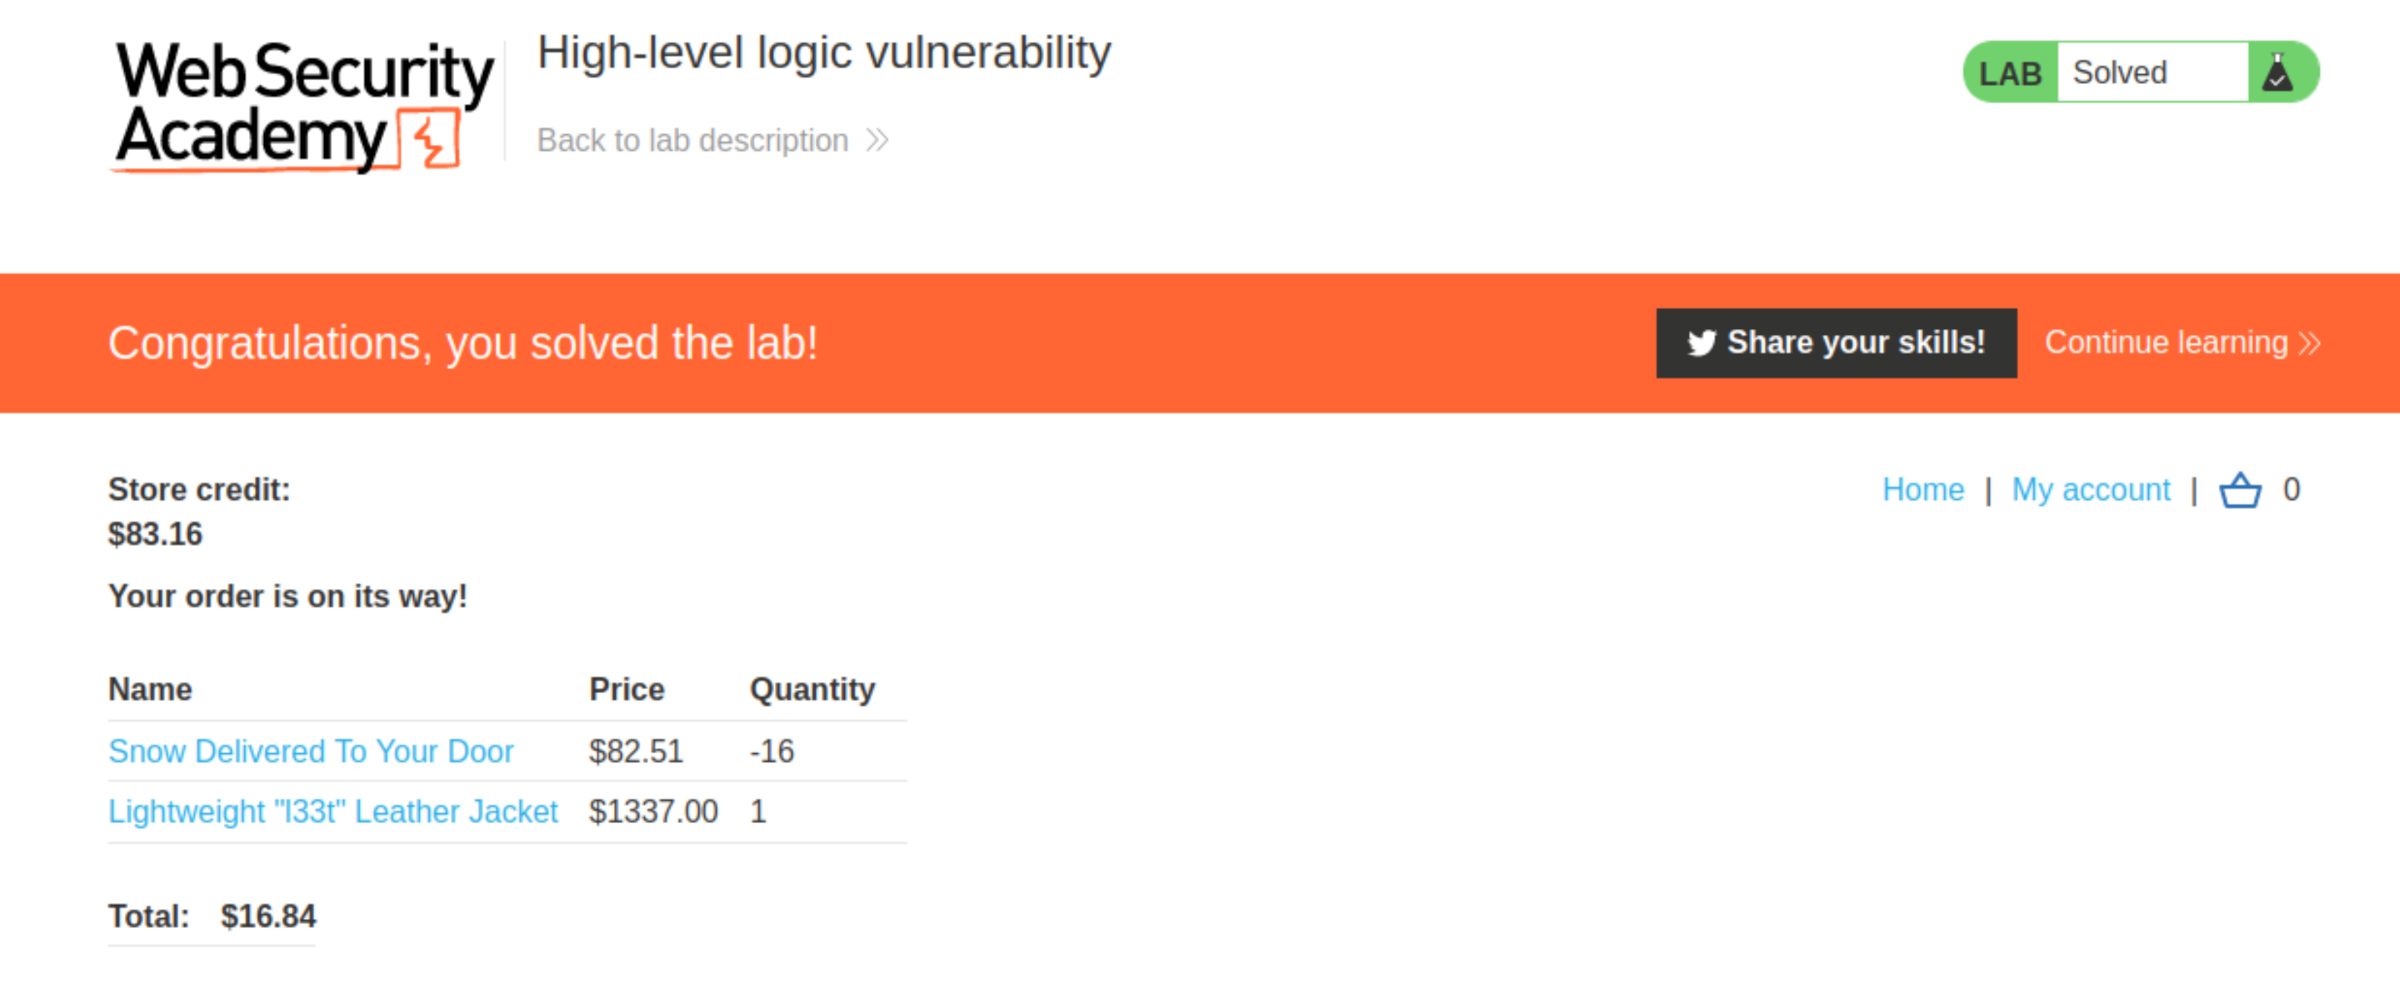 Web Security
Academy
High-level logic vulnerability
Back to lab description
LAB Solved
Congratulations, you solved the lab!
Share your skills!
Continue learning
Store credit:
$83.16
Home | My account | 0
Your order is on its way!
Name Price Quantity
Snow Delivered To Your Door $82.51 -16
Lightweight "l33t" Leather Jacket $1337.00 1
Total: $16.84